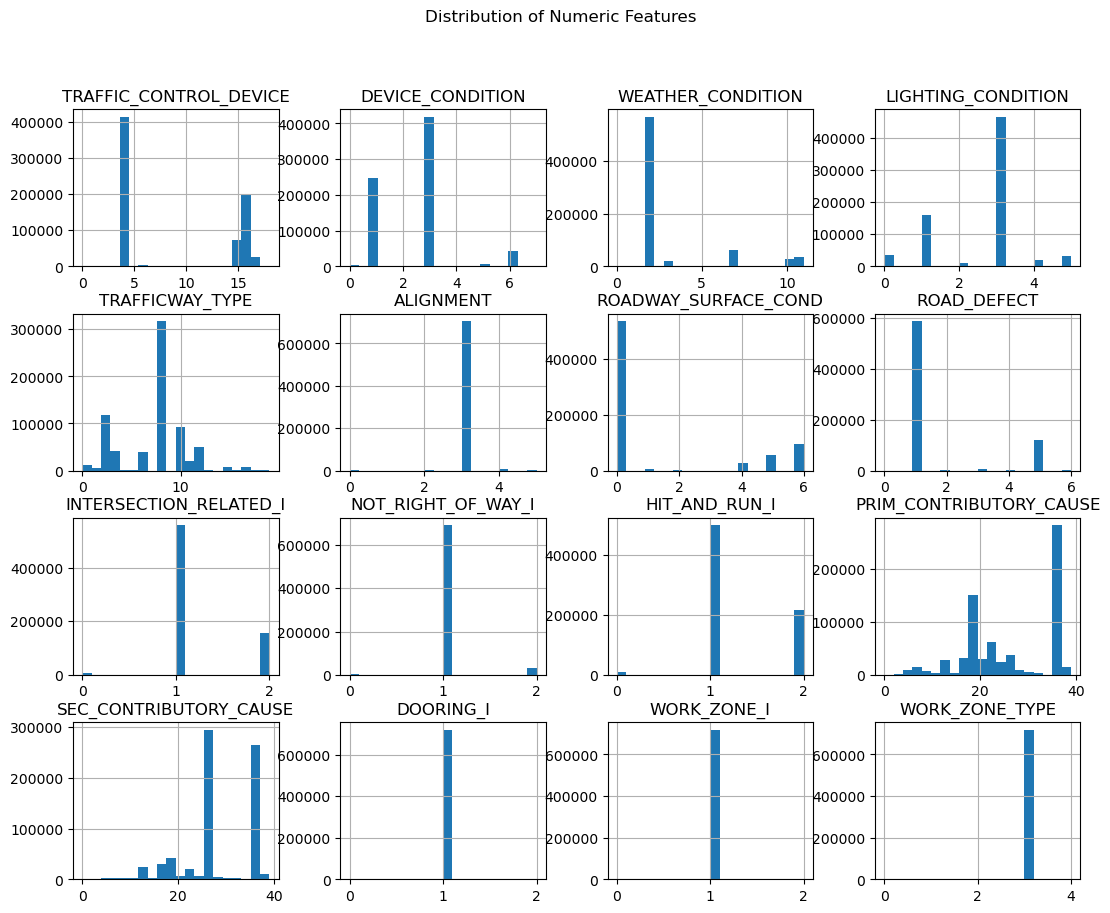 Distribution of Numeric Features
TRAFFIC_CONTROL_DEVICE
400000
300000
200000
100000
0
0 5 10 15
DEVICE_CONDITION
400000
300000
200000
100000
0
0 2 4 6
WEATHER_CONDITION
400000
200000
0
0 5 10
LIGHTING_CONDITION
400000
300000
200000
100000
0
0 2 4
TRAFFICWAY_TYPE
300000
200000
100000
0
0 10
ALIGNMENT
600000
400000
200000
0
0 2 4
ROADWAY_SURFACE_COND
400000
200000
0
0 2 4 6
ROAD_DEFECT
600000
400000
200000
0
0 2 4 6
INTERSECTION_RELATED_I
400000
200000
0
0 1 2
NOT_RIGHT_OF_WAY_I
600000
400000
200000
0
0 1 2
HIT_AND_RUN_I
400000
200000
0
0 1 2
PRIM_CONTRIBUTORY_CAUSE
200000
100000
0
0 20 40
SEC_CONTRIBUTORY_CAUSE
300000
200000
100000
0
0 20 40
DOORING_I
600000
400000
200000
0
0 1 2
WORK_ZONE_I
600000
400000
200000
0
0 1 2
WORK_ZONE_TYPE
600000
400000
200000
0
0 2 4